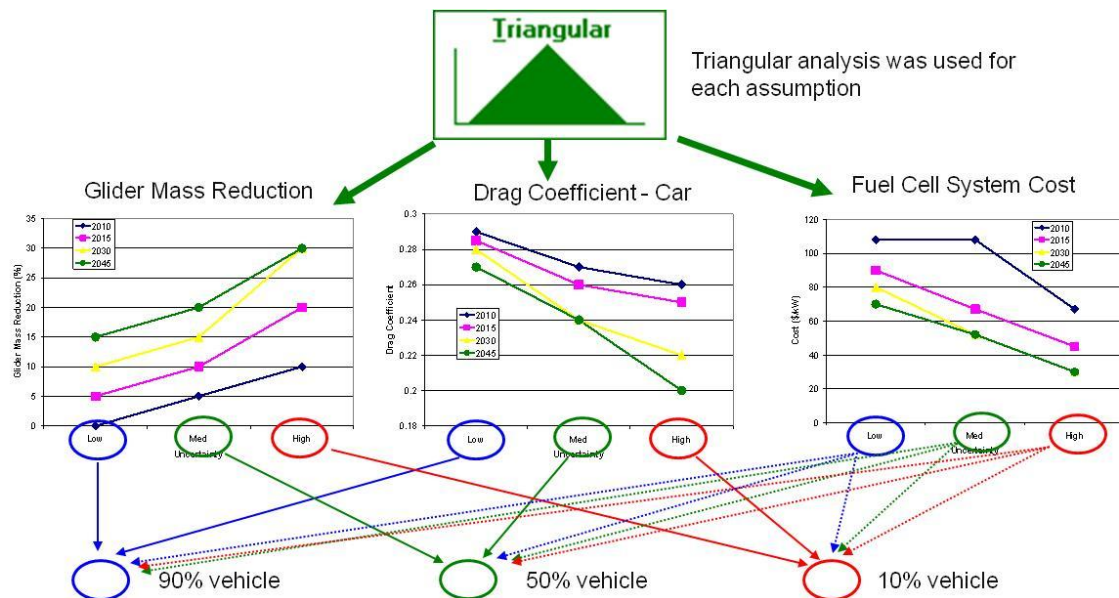 Triangular
Triangular analysis was used for
each assumption
Glider Mass Reduction
35
30
25
20
15
10
5
0
Glider Mass Reduction (%)
2010
2015
2030
2045
Low
Med
High
Uncertainty
Drag Coefficient - Car
0.3
0.28
0.26
0.24
0.22
0.2
0.18
Drag Coefficient
2010
2015
2030
2045
Low
Med
High
Uncertainty
Fuel Cell System Cost
120
100
80
60
40
20
0
Cost ($/kW)
2010
2015
2030
2045
Low
Med
High
Uncertainty
90% vehicle
50% vehicle
10% vehicle